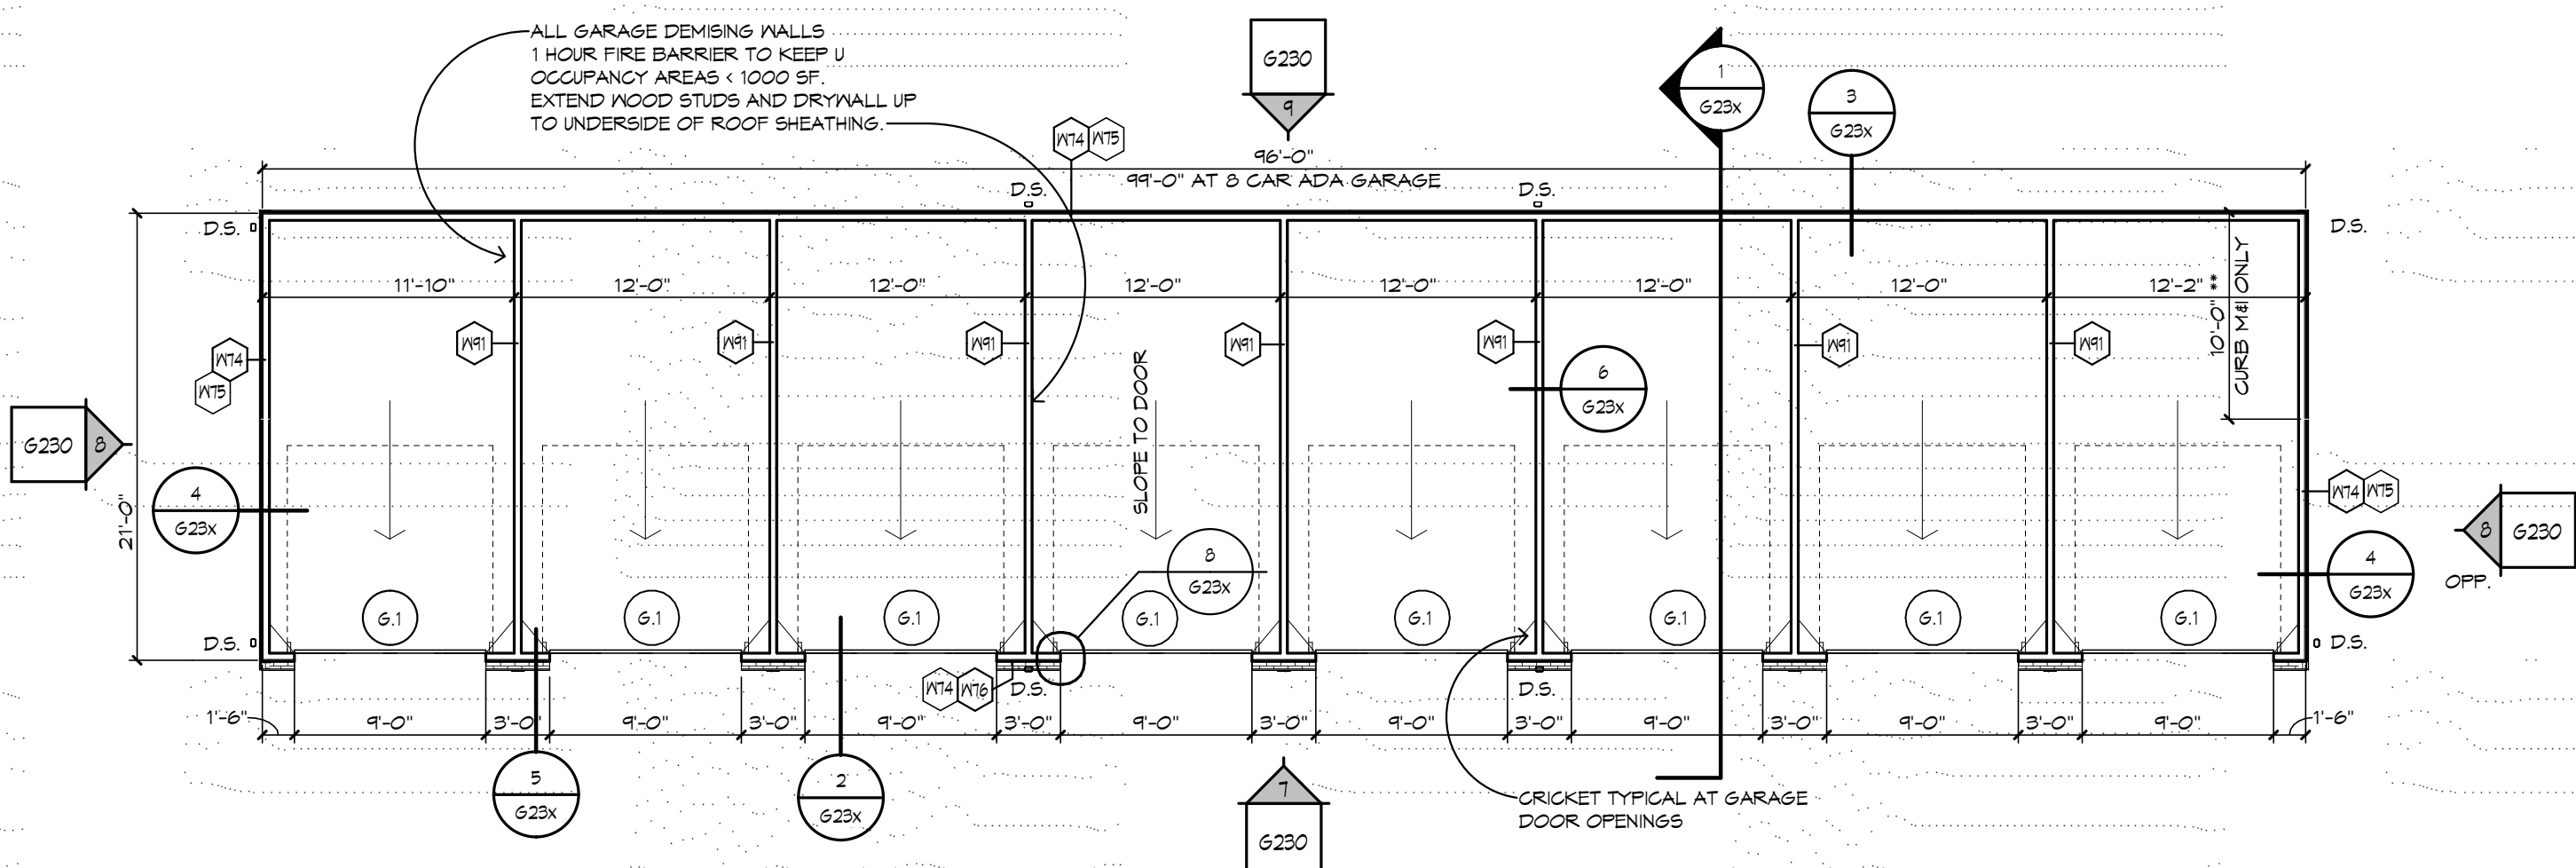 ALL GARAGE DEMISING WALLS
1 HOUR FIRE BARRIER TO KEEP U
OCCUPANCY AREAS < 1000 SF.
EXTEND WOOD STUDS AND DRYWALL UP
TO UNDERSIDE OF ROOF SHEATHING.
G230
9
1
G23x
3
G23x
W74 W75
96'-0"
99'-0" AT 8 CAR ADA GARAGE
D.S.
D.S.
D.S.
D.S.
11'-10"
12'-0"
12'-0"
12'-0"
12'-0"
12'-0"
12'-0"
12'-2"
10'-0" **
CURB M&I ONLY
W74
W75
W91
W91
W91
W91
W91
W91
W91
6
G23x
SLOPE TO DOOR
G230
8
4
G23x
21'-0"
W74 W75
8
G230
OPP.
4
G23x
8
G23x
G.1
G.1
G.1
G.1
G.1
G.1
G.1
G.1
D.S.
D.S.
W74 W76
D.S.
D.S.
1'-6"
9'-0"
3'-0"
9'-0"
3'-0"
9'-0"
3'-0"
9'-0"
3'-0"
9'-0"
3'-0"
9'-0"
3'-0"
9'-0"
3'-0"
9'-0"
1'-6"
5
G23x
2
G23x
7
G230
CRICKET TYPICAL AT GARAGE
DOOR OPENINGS